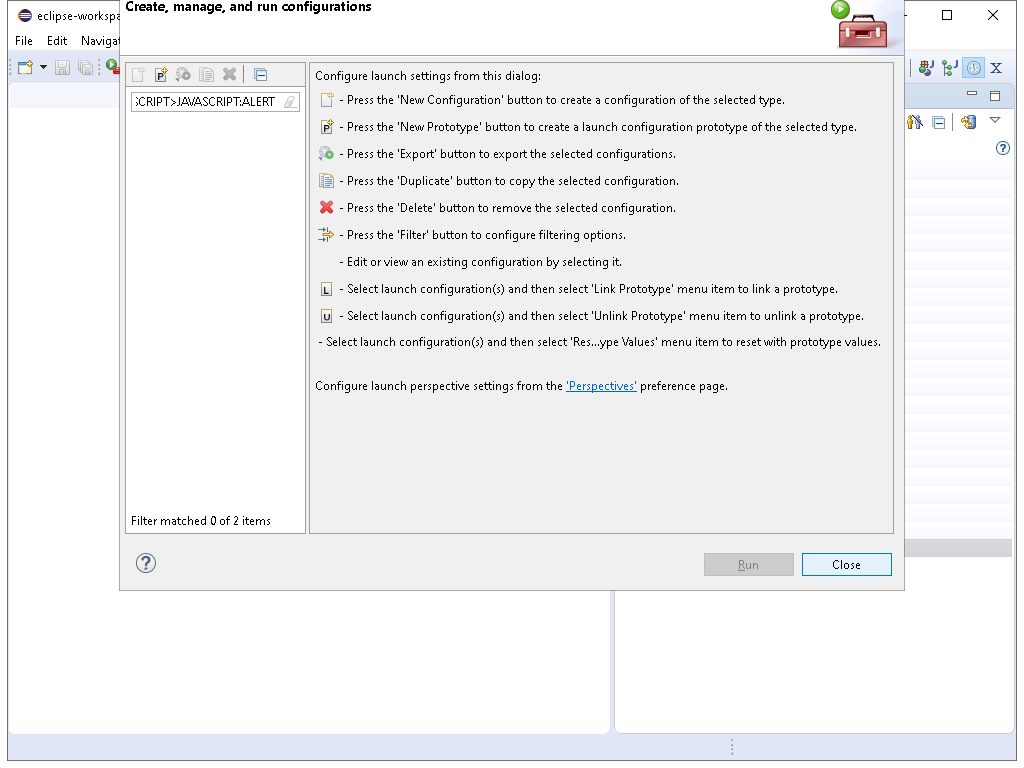 Create, manage, and run configurations
eclipse-workspa
File Edit Navigat
P
X
Configure launch settings from this dialog:
;CRIPT>JAVASCRIPT:ALERT
- Press the 'New Configuration' button to create a configuration of the selected type.
P - Press the 'New Prototype' button to create a launch configuration prototype of the selected type.
- Press the 'Export' button to export the selected configurations.
?
- Press the 'Duplicate' button to copy the selected configuration.
- Press the 'Delete' button to remove the selected configuration.
- Press the 'Filter' button to configure filtering options.
- Edit or view an existing configuration by selecting it.
L - Select launch configuration(s) and then select 'Link Prototype' menu item to link a prototype.
U - Select launch configuration(s) and then select 'Unlink Prototype' menu item to unlink a prototype.
- Select launch configuration(s) and then select 'Res...ype Values' menu item to reset with prototype values.
Configure launch perspective settings from the 'Perspectives' preference page.
Filter matched 0 of 2 items
? Run Close